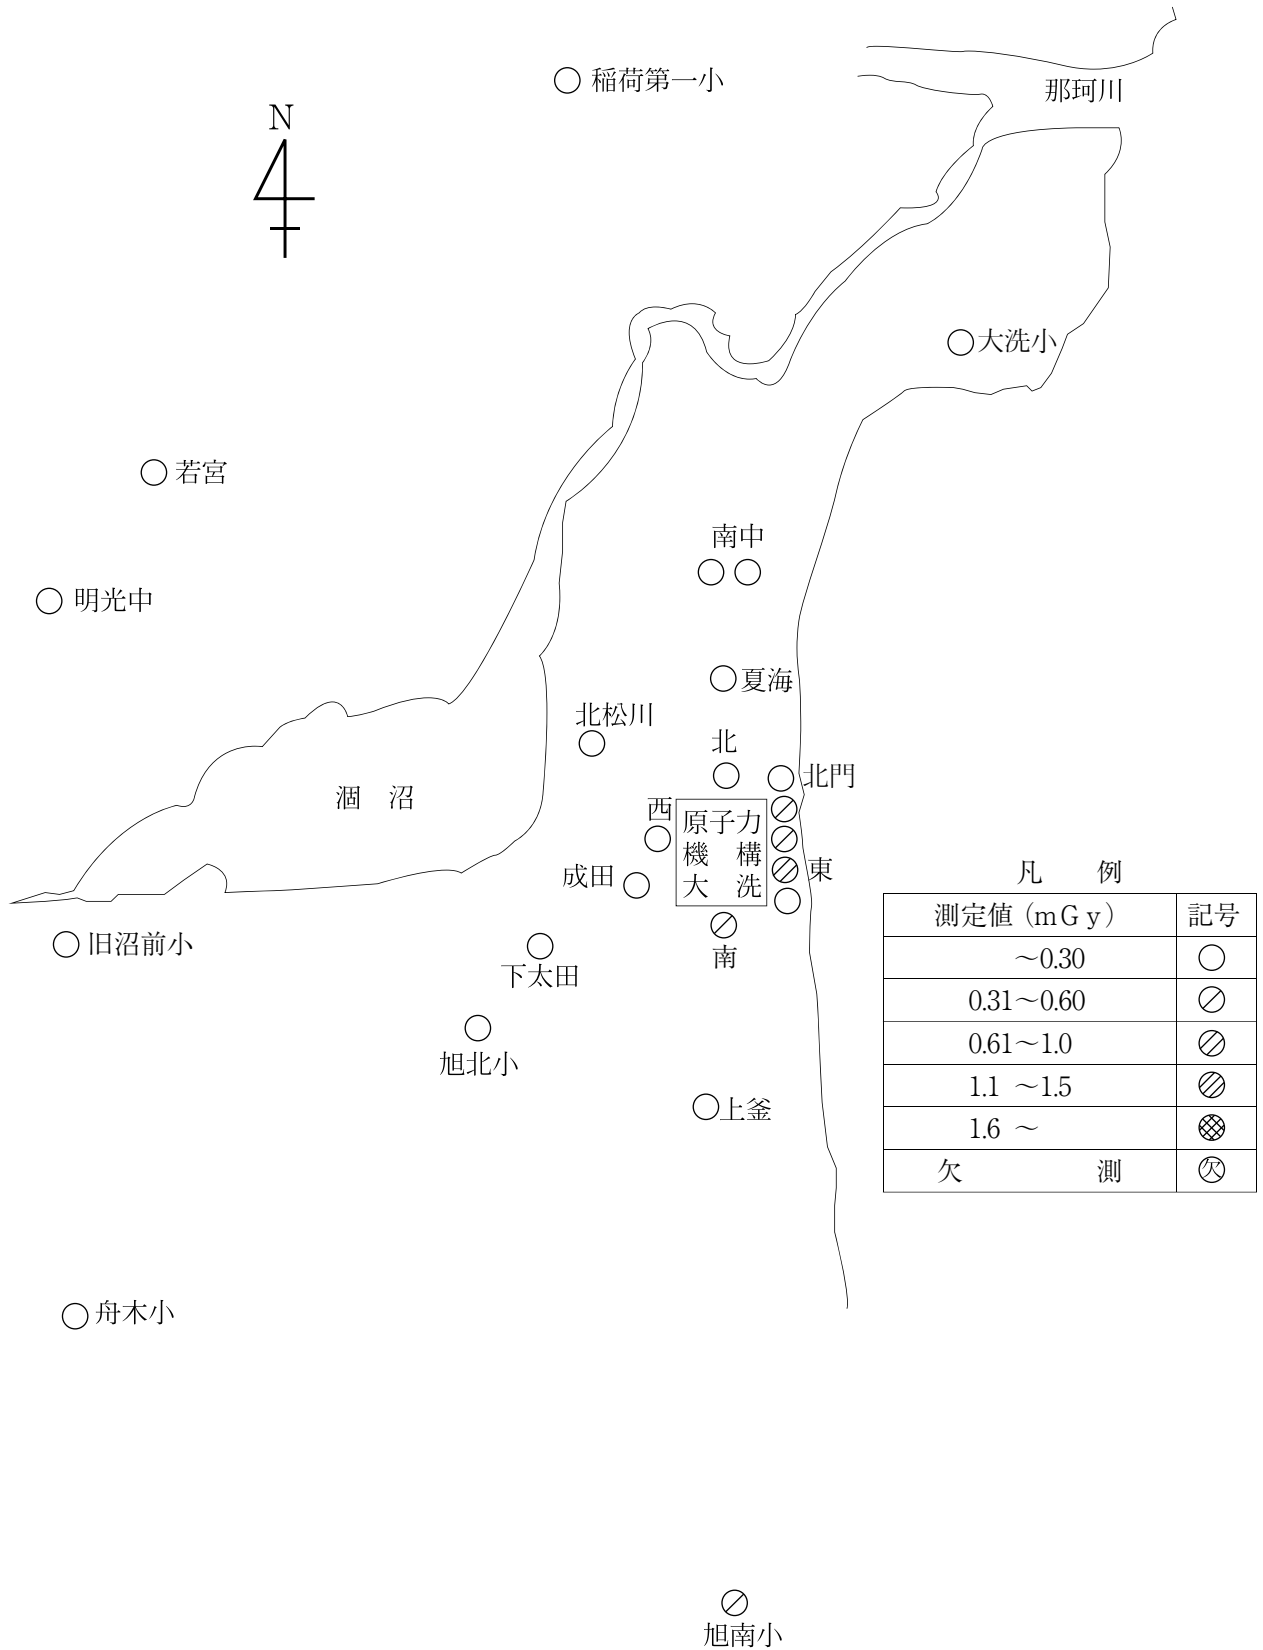 稲荷第一小
那珂川
N
大洗小
若宮
南中
明光中
夏海
北松川
北
北門
涸 沼
西
原子力
機 構
大 洗
東
成田
南
旧沼前小
下太田
旭北小
上釜
凡 例
測定値（mGy） 記号
～0.30
0.31～0.60
0.61～1.0
1.1 ～1.5
1.6 ～
欠 測 欠
舟木小
旭南小